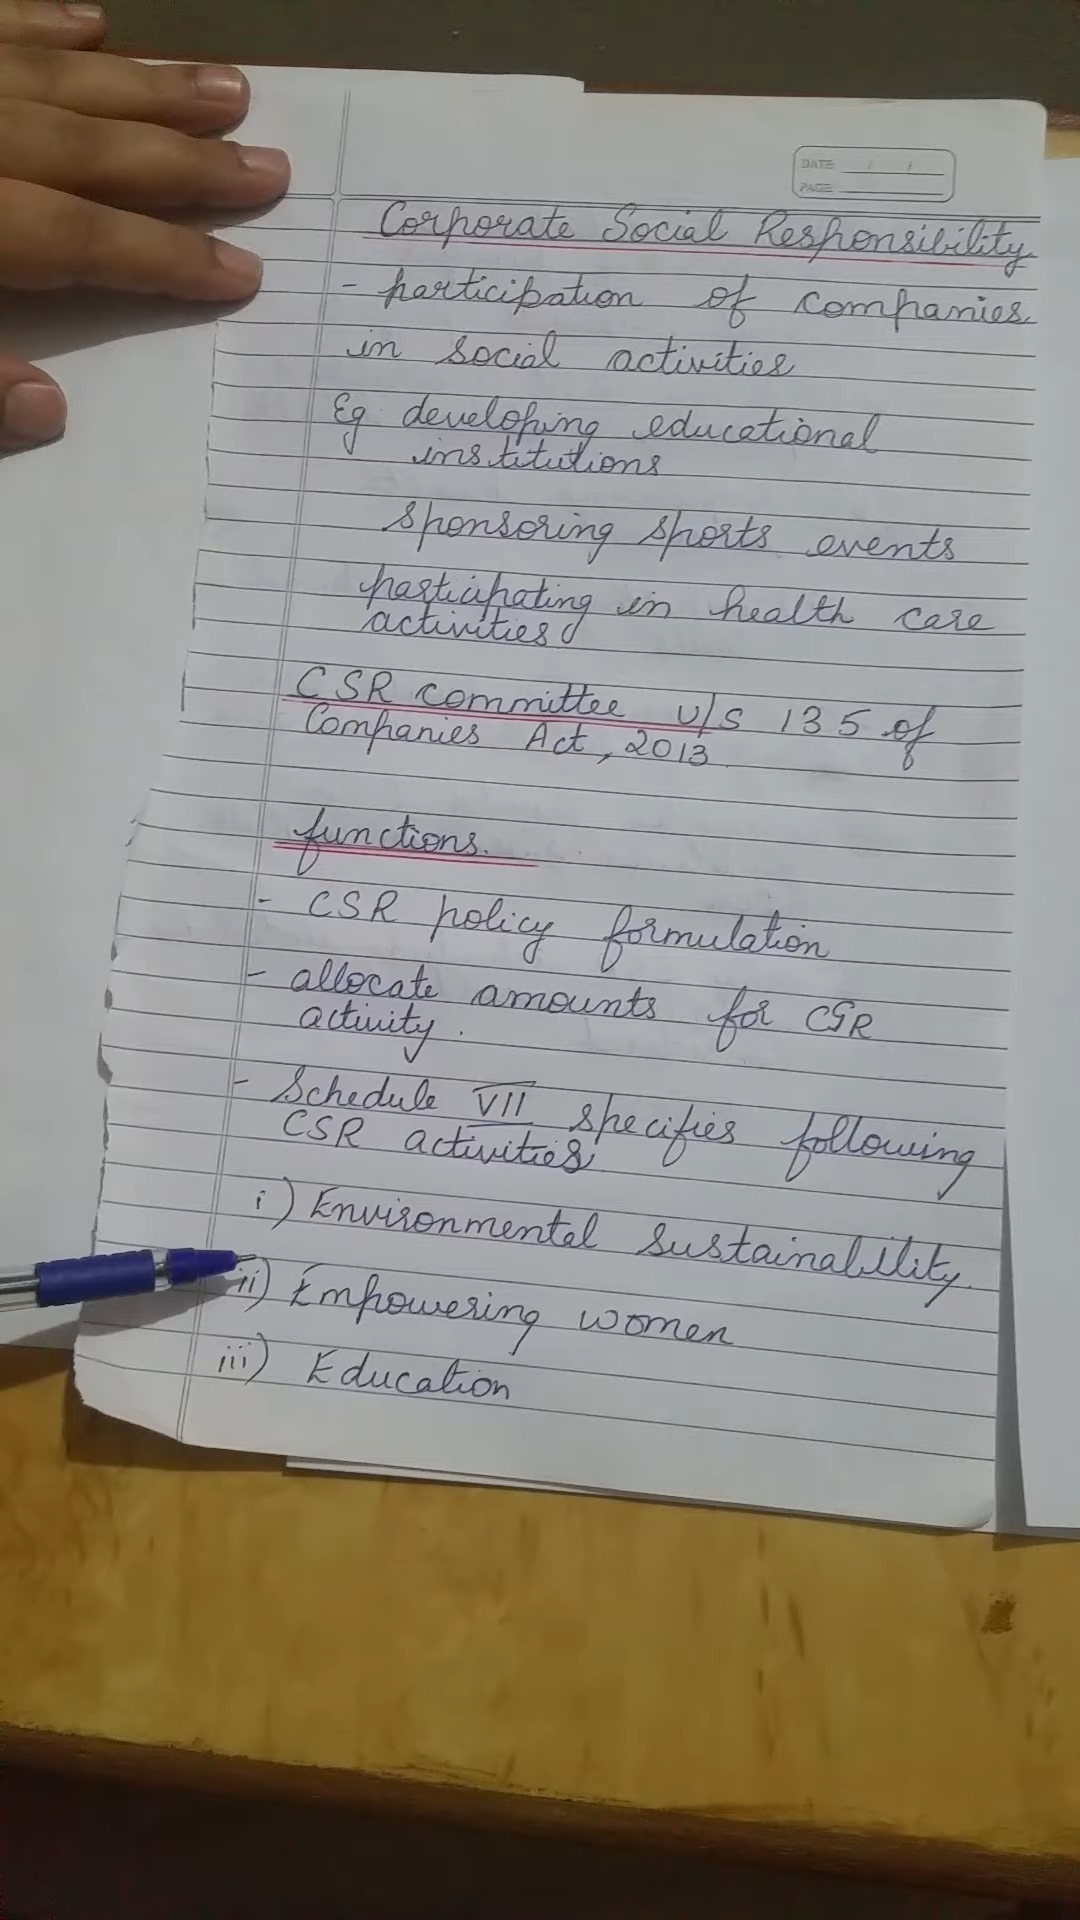 DATE / /
PAGE
Corporate Social Responsibility
- participation of companies
in social activities
Eg developing educational
institutions
sponsoring sports events
participating in health care
activities
CSR committee u/s 135 of
Companies Act, 2013
functions.
- CSR policy formulation
- allocate amounts for CSR
activity.
- Schedule VII specifies following
CSR activities
i) Environmental Sustainability.
ii) Empowering women
iii) Education